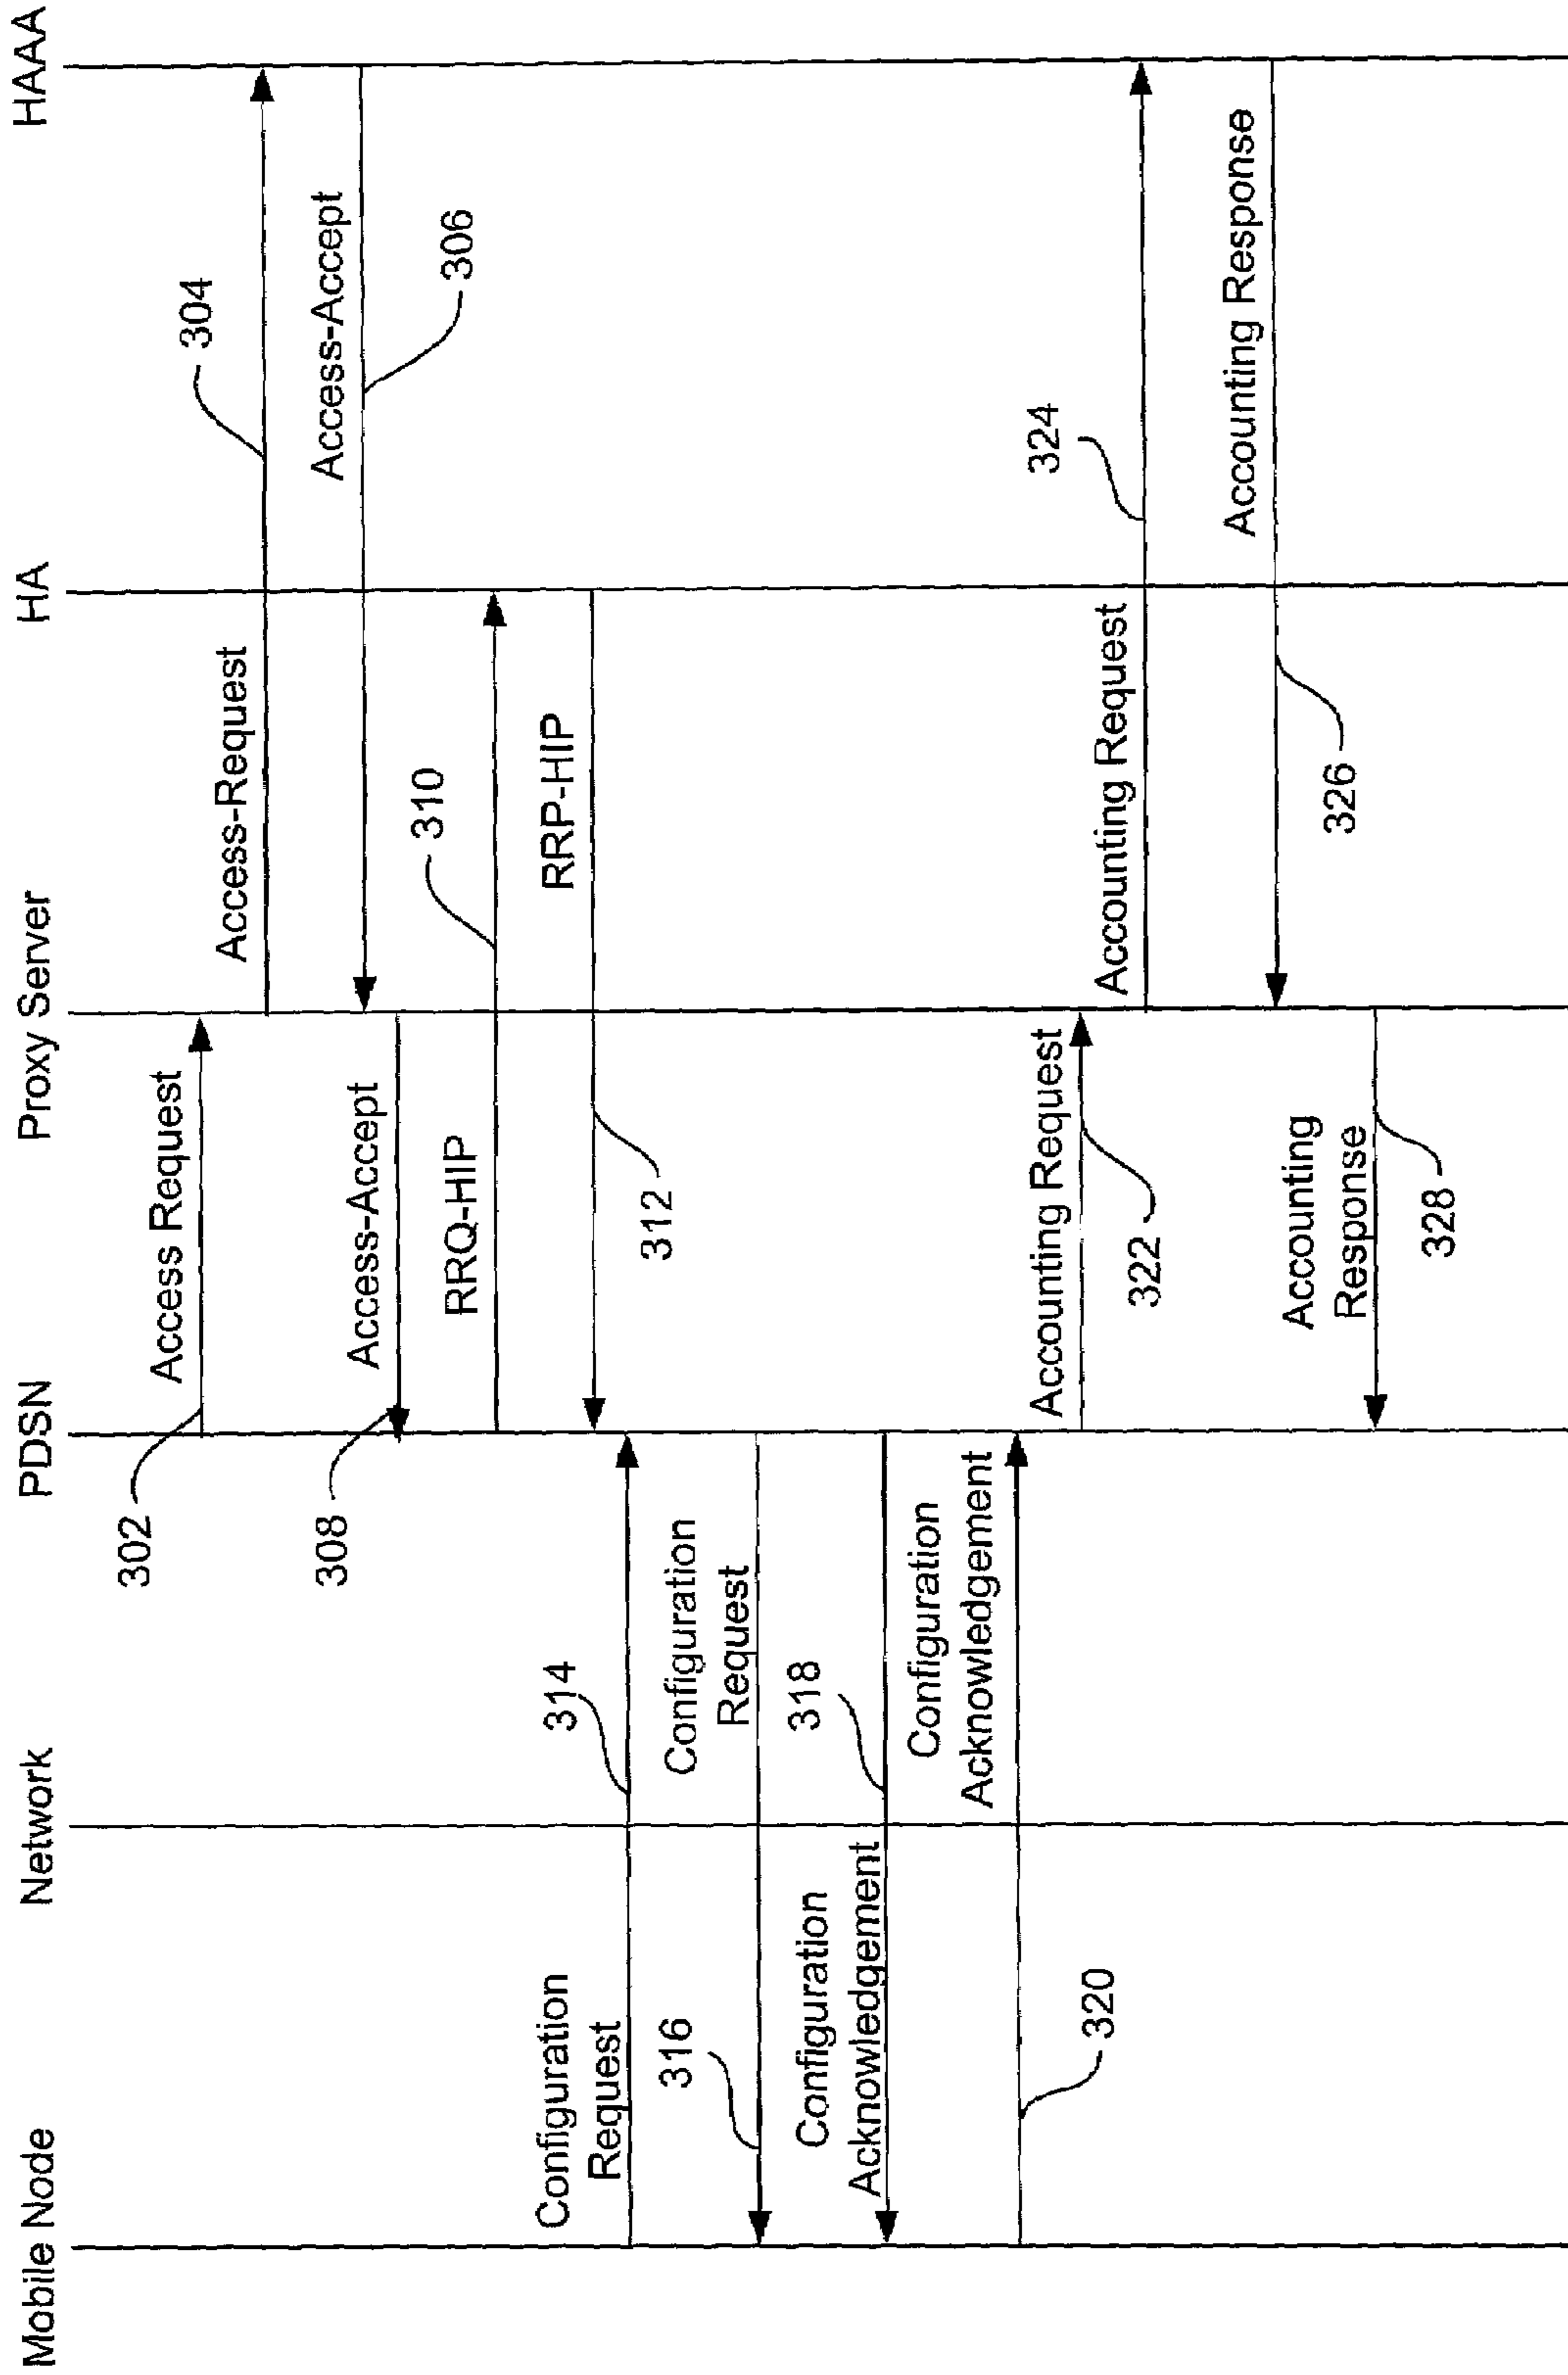 Mobile Node
Network
PDSN
Proxy Server
HA
HAAA
302
Access Request
Access-Request
304
Access-Accept
306
308
Access-Accept
RRQ-HIP
310
RRP-HIP
312
Configuration
Request
314
Configuration
Request
316
Configuration
Acknowledgement
318
Configuration
Acknowledgement
320
Accounting Request
322
Accounting Request
324
Accounting Response
326
Accounting
Response
328